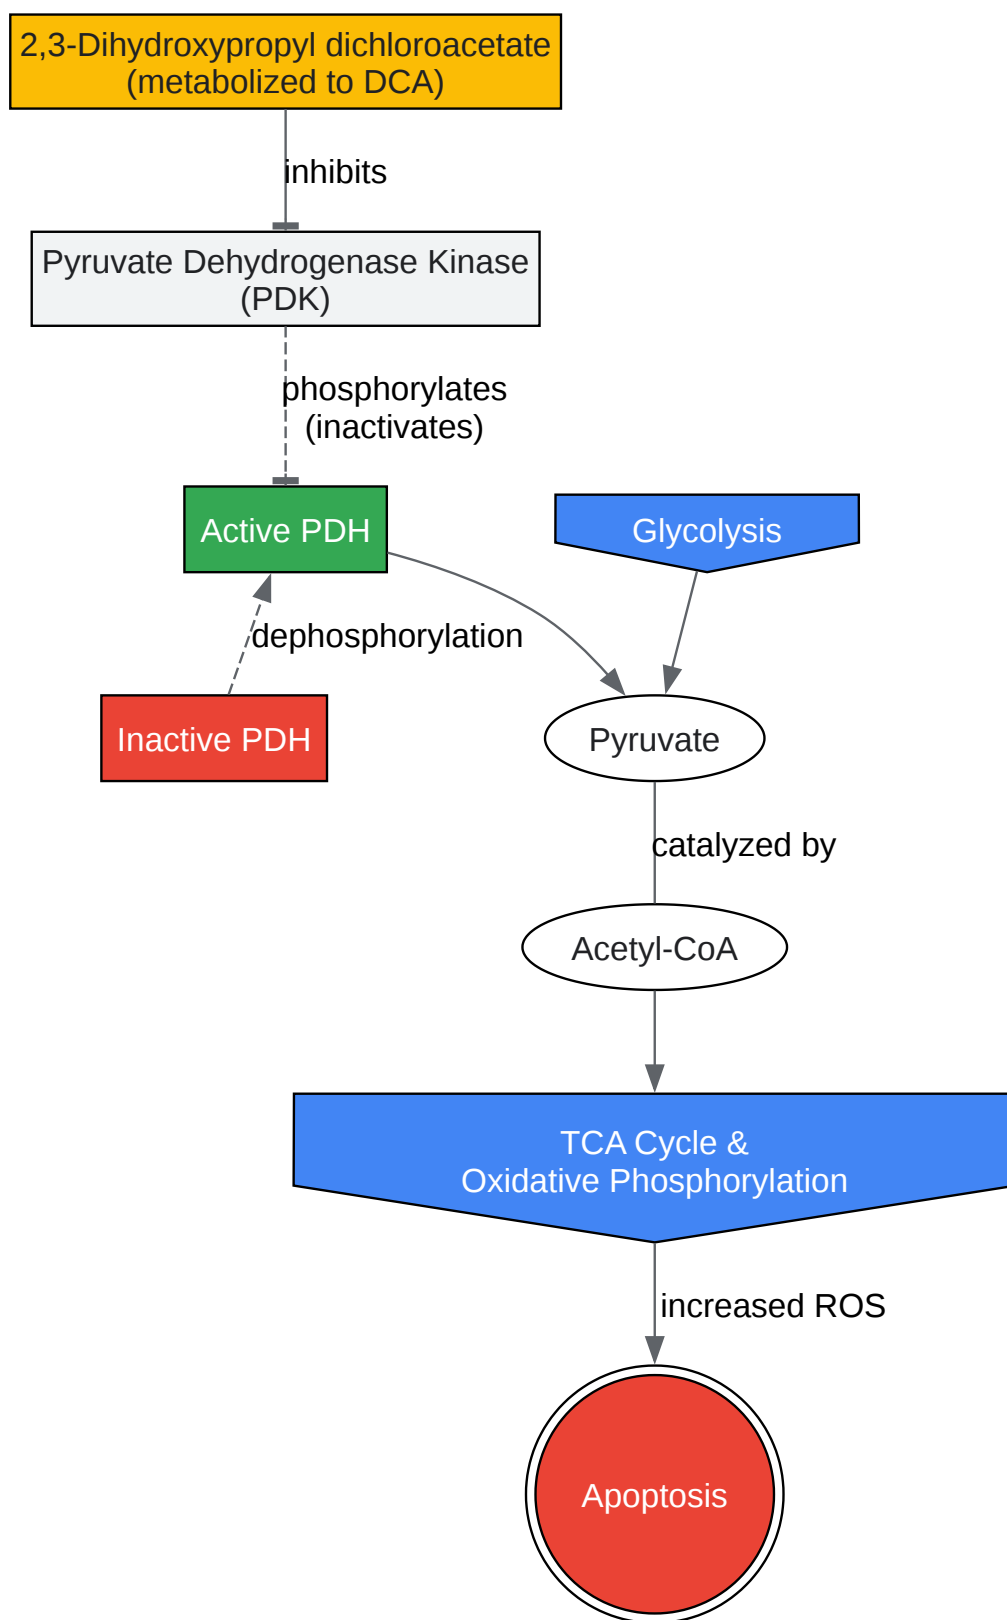 2,3-Dihydroxypropyl dichloroacetate
(metabolized to DCA)
inhibits
Pyruvate Dehydrogenase Kinase
(PDK)
phosphorylates
(inactivates)
Active PDH
Glycolysis
dephosphorylation
Inactive PDH
Pyruvate
catalyzed by
Acetyl-CoA
TCA Cycle &
Oxidative Phosphorylation
increased ROS
Apoptosis